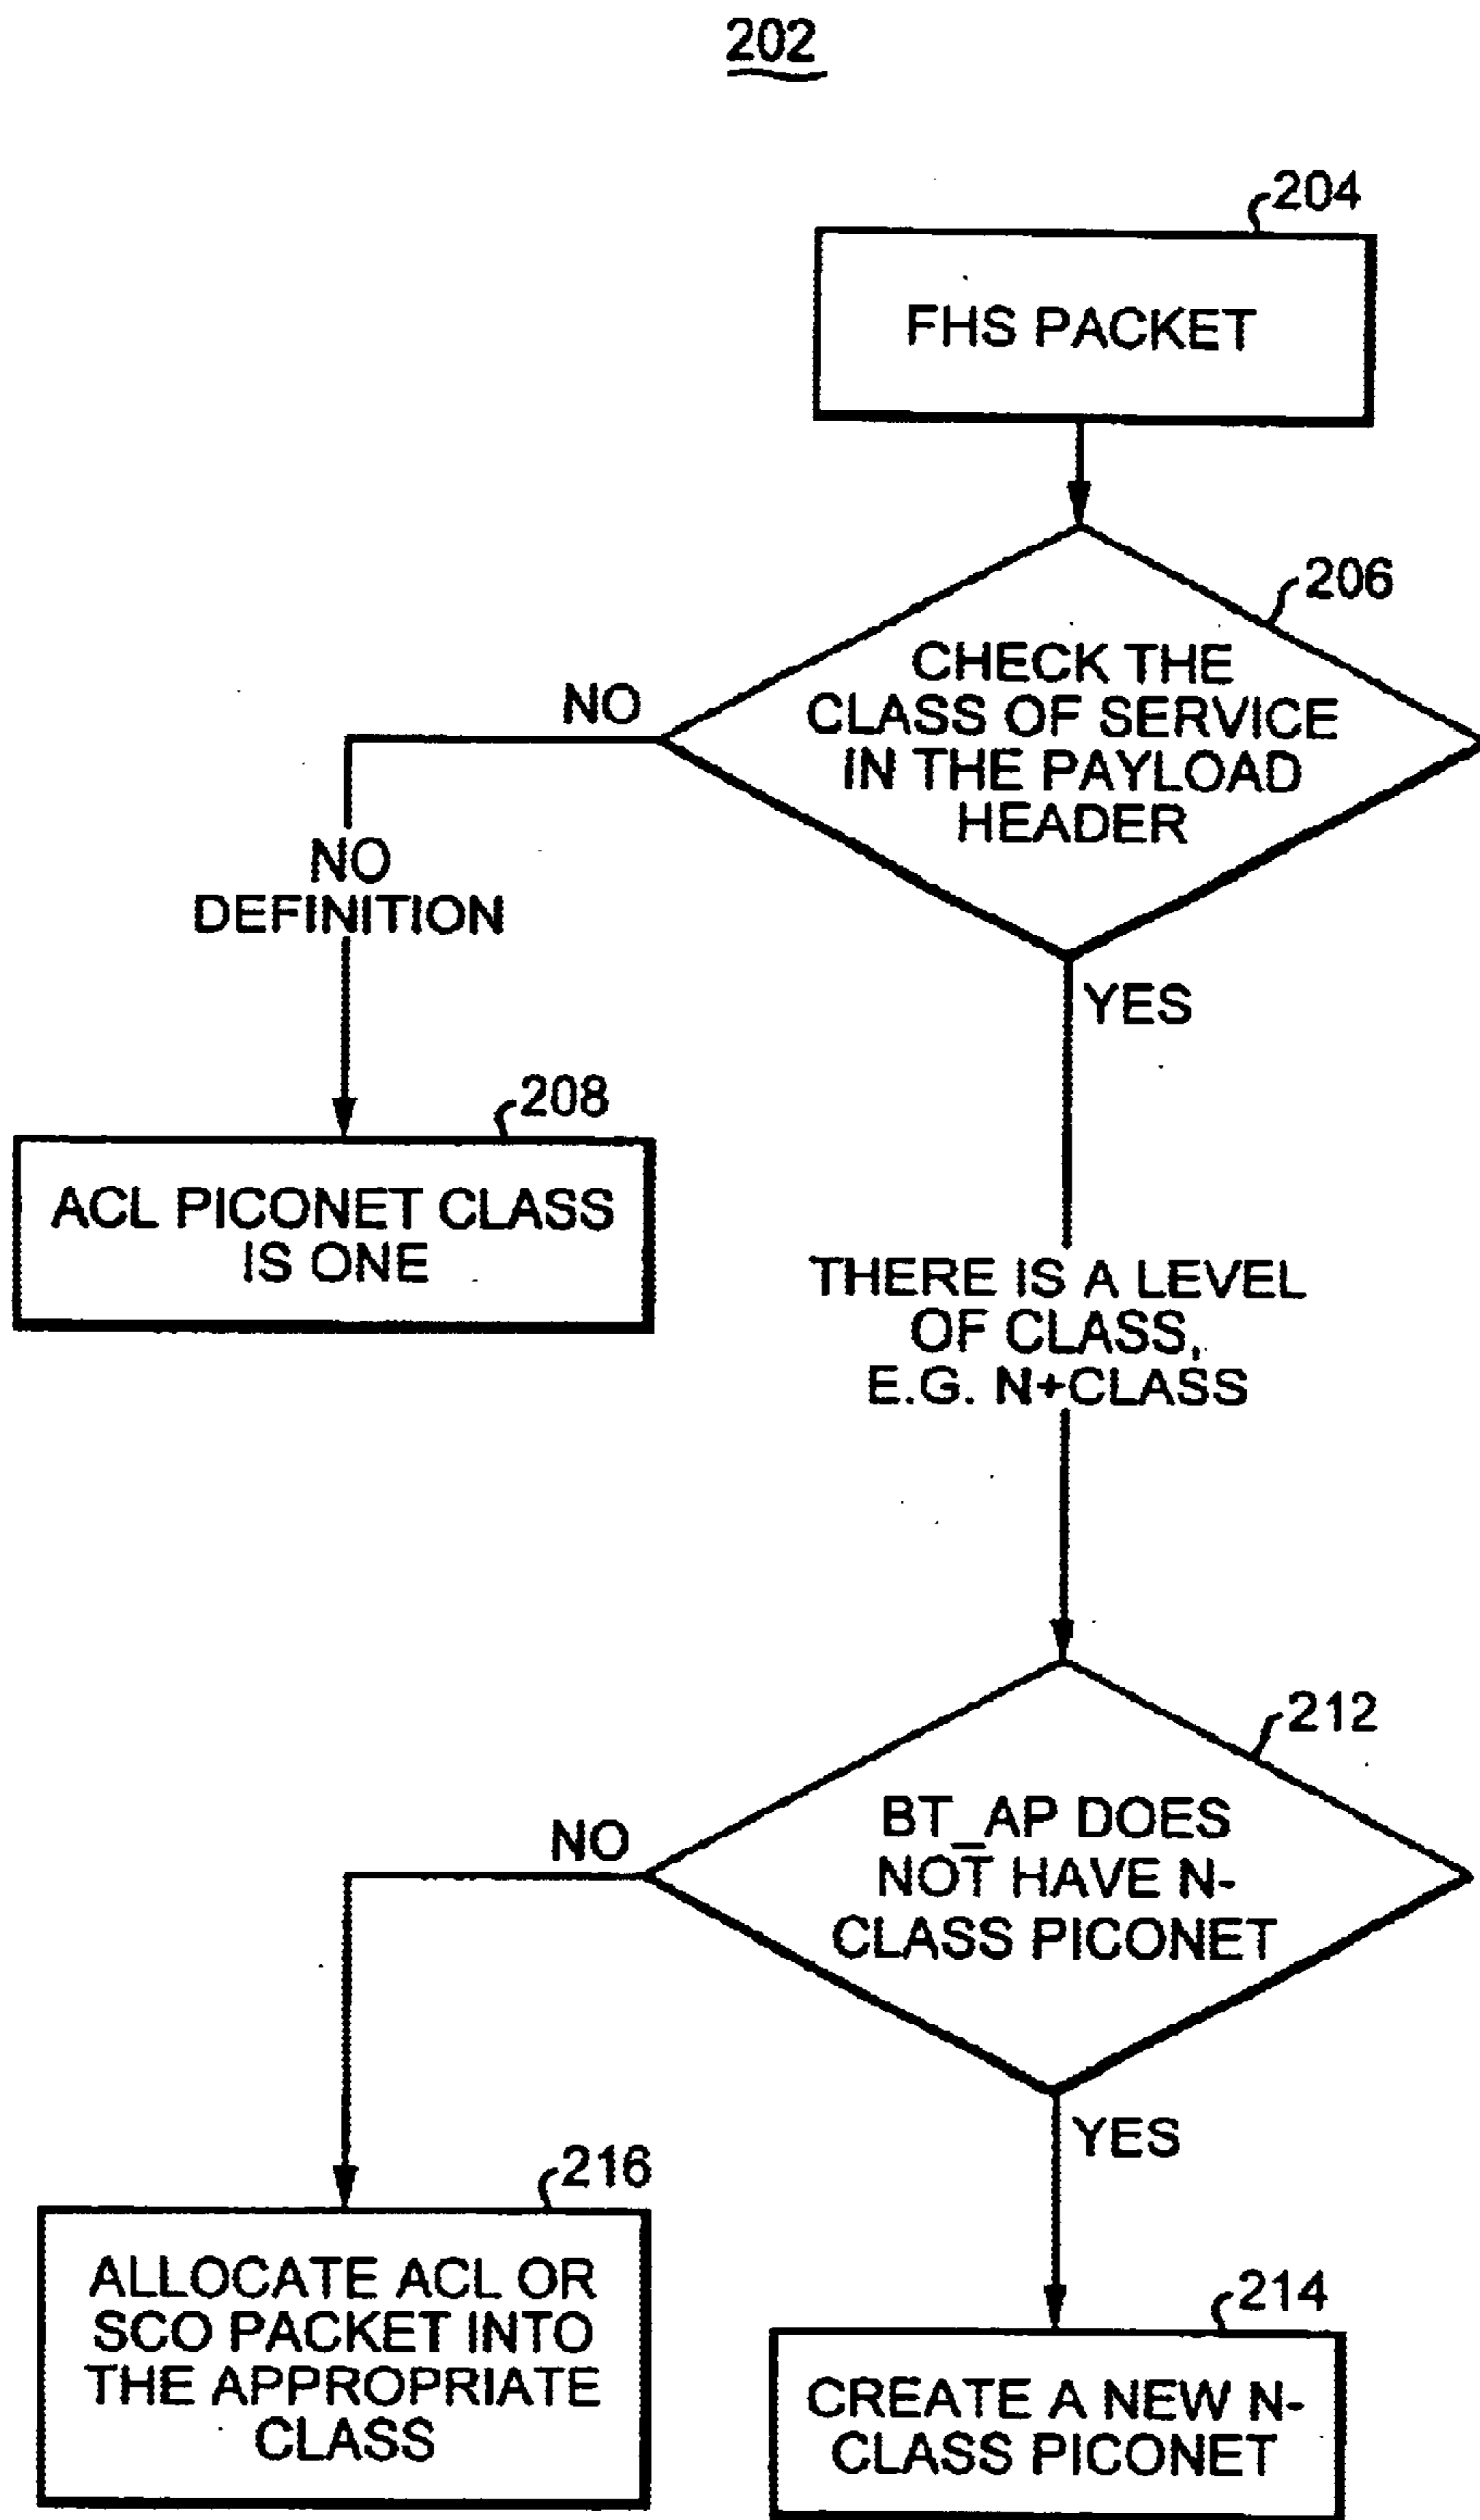 202
204
FHS PACKET
206
CHECK THE
CLASS OF SERVICE
IN THE PAYLOAD
HEADER
NO
NO
DEFINITION
YES
208
ACL PICONET CLASS
IS ONE
THERE IS A LEVEL
OF CLASS,
E.G. N+CLASS
212
BT_AP DOES
NOT HAVE N-
CLASS PICONET
NO
YES
216
ALLOCATE ACL OR
SCO PACKET INTO
THE APPROPRIATE
CLASS
214
CREATE A NEW N-
CLASS PICONET